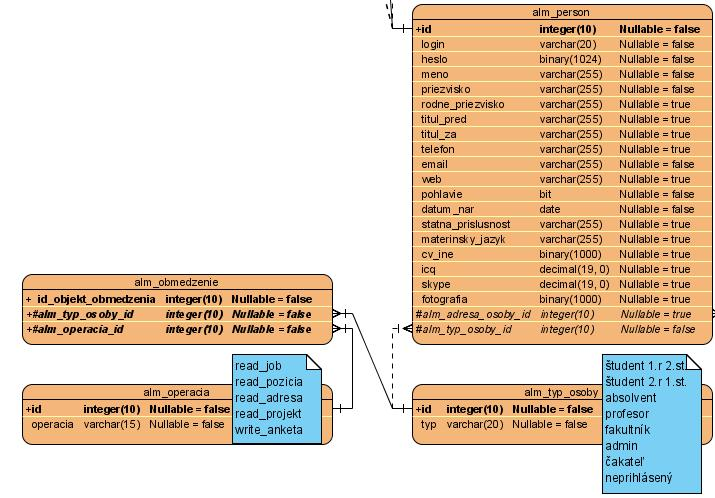 alm_person
+id integer(10) Nullable = false
login varchar(20) Nullable = false
heslo binary(1024) Nullable = false
meno varchar(255) Nullable = false
priezvisko varchar(255) Nullable = false
rodne_priezvisko varchar(255) Nullable = true
titul_pred varchar(255) Nullable = true
titul_za varchar(255) Nullable = true
telefon varchar(255) Nullable = true
email varchar(255) Nullable = false
web varchar(255) Nullable = true
pohlavie bit Nullable = false
datum_nar date Nullable = false
statna_prislusnost varchar(255) Nullable = true
materinsky_jazyk varchar(255) Nullable = true
cv_ine binary(1000) Nullable = true
icq decimal(19, 0) Nullable = true
skype decimal(19, 0) Nullable = true
fotografia binary(1000) Nullable = true
#alm_adresa_osoby_id integer(10) Nullable = true
#alm_typ_osoby_id integer(10) Nullable = false
alm_obmedzenie
+ id_objekt_obmedzenia integer(10) Nullable = false
+#alm_typ_osoby_id integer(10) Nullable = false
+#alm_operacia_id integer(10) Nullable = false
alm_operacia
+id integer(10) Nullable = false
operacia varchar(15) Nullable = false
read_job
read_pozicia
read_adresa
read_projekt
write_anketa
alm_typ_osoby
+id integer(10) Nullable = false
typ varchar(20) Nullable = false
študent 1.r 2.st.
študent 2.r 1.st.
absolvent
profesor
fakultník
admin
čakateľ
neprihlásený